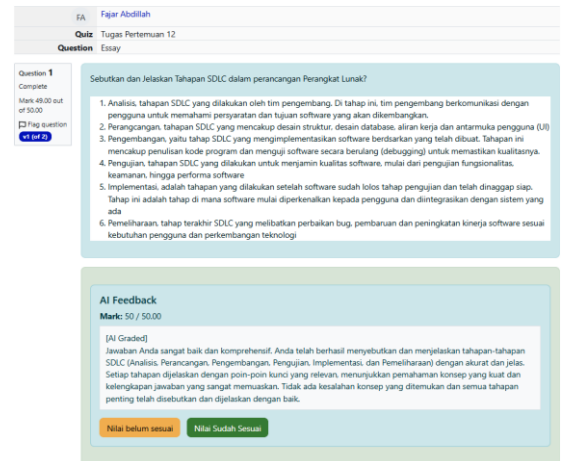 FA Fajar Abdillah
Quiz Tugas Pertemuan 12
Question Essay
Question 1
Complete
Mark 49.00 out
of 50.00
Flag question
v1 (of 2)
Sebutkan dan Jelaskan Tahapan SDLC dalam perancangan Perangkat Lunak?
1. Analisis, tahapan SDLC yang dilakukan oleh tim pengembang. Di tahap ini, tim pengembang berkomunikasi dengan
pengguna untuk memahami persyaratan dan tujuan software yang akan dikembangkan.
2. Perangcangan, tahapan SDLC yang mencakup desain struktur, desain database, aliran kerja dan antarmuka pengguna (UI)
3. Pengembangan, yaitu tahap SDLC yang mengimplementasikan software berdasarkan yang telah dibuat. Tahapan ini
mencakup penulisan kode program dan menguji software secara berulang (debugging) untuk memastikan kualitasnya.
4. Pengujian, tahapan SDLC yang dilakukan untuk menjamin kualitas software, mulai dari pengujian fungsionalitas,
keamanan, hingga performa software
5. Implementasi, adalah tahapan yang dilakukan setelah software sudah lolos tahap pengujian dan telah dinaggap siap.
Tahap ini adalah tahap di mana software mulai diperkenalkan kepada pengguna dan diintegrasikan dengan sistem yang
ada
6. Pemeliharaan, tahap terakhir SDLC yang melibatkan perbaikan bug, pembaruan dan peningkatan kinerja software sesuai
kebutuhan pengguna dan perkembangan teknologi
AI Feedback
Mark: 50 / 50.00
[AI Graded]
Jawaban Anda sangat baik dan komprehensif. Anda telah berhasil menyebutkan dan menjelaskan tahapan-tahapan
SDLC (Analisis, Perancangan, Pengembangan, Pengujian, Implementasi, dan Pemeliharaan) dengan akurat dan jelas.
Setiap tahapan dijelaskan dengan poin-poin kunci yang relevan, menunjukkan pemahaman konsep yang kuat dan
kelengkapan jawaban yang sangat memuaskan. Tidak ada kesalahan konsep yang ditemukan dan semua tahapan
penting telah disebutkan dan dijelaskan dengan baik.
Nilai belum sesuai Nilai Sudah Sesuai